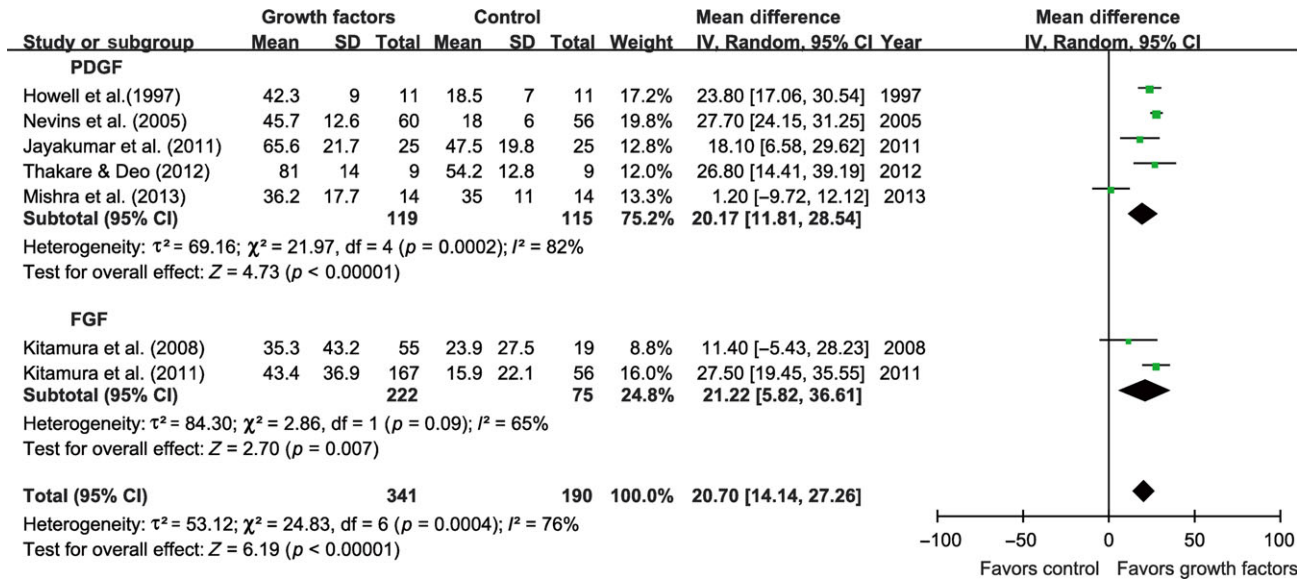 Growth factors Control Mean difference Mean difference
Study or subgroup Mean SD Total Mean SD Total Weight IV, Random, 95% CI Year IV, Random, 95% CI
PDGF
Howell et al.(1997) 42.3 9 11 18.5 7 11 17.2% 23.80 [17.06, 30.54] 1997
Nevins et al. (2005) 45.7 12.6 60 18 6 56 19.8% 27.70 [24.15, 31.25] 2005
Jayakumar et al. (2011) 65.6 21.7 25 47.5 19.8 25 12.8% 18.10 [6.58, 29.62] 2011
Thakare & Deo (2012) 81 14 9 54.2 12.8 9 12.0% 26.80 [14.41, 39.19] 2012
Mishra et al. (2013) 36.2 17.7 14 35 11 14 13.3% 1.20 [−9.72, 12.12] 2013
Subtotal (95% CI) 119 115 75.2% 20.17 [11.81, 28.54]
Heterogeneity: τ² = 69.16; χ² = 21.97, df = 4 (p = 0.0002); I² = 82%
Test for overall effect: Z = 4.73 (p < 0.00001)
FGF
Kitamura et al. (2008) 35.3 43.2 55 23.9 27.5 19 8.8% 11.40 [−5.43, 28.23] 2008
Kitamura et al. (2011) 43.4 36.9 167 15.9 22.1 56 16.0% 27.50 [19.45, 35.55] 2011
Subtotal (95% CI) 222 75 24.8% 21.22 [5.82, 36.61]
Heterogeneity: τ² = 84.30; χ² = 2.86, df = 1 (p = 0.09); I² = 65%
Test for overall effect: Z = 2.70 (p = 0.007)
Total (95% CI) 341 190 100.0% 20.70 [14.14, 27.26]
Heterogeneity: τ² = 53.12; χ² = 24.83, df = 6 (p = 0.0004); I² = 76%
Test for overall effect: Z = 6.19 (p < 0.00001)
−100 −50 0 50 100
Favors control Favors growth factors